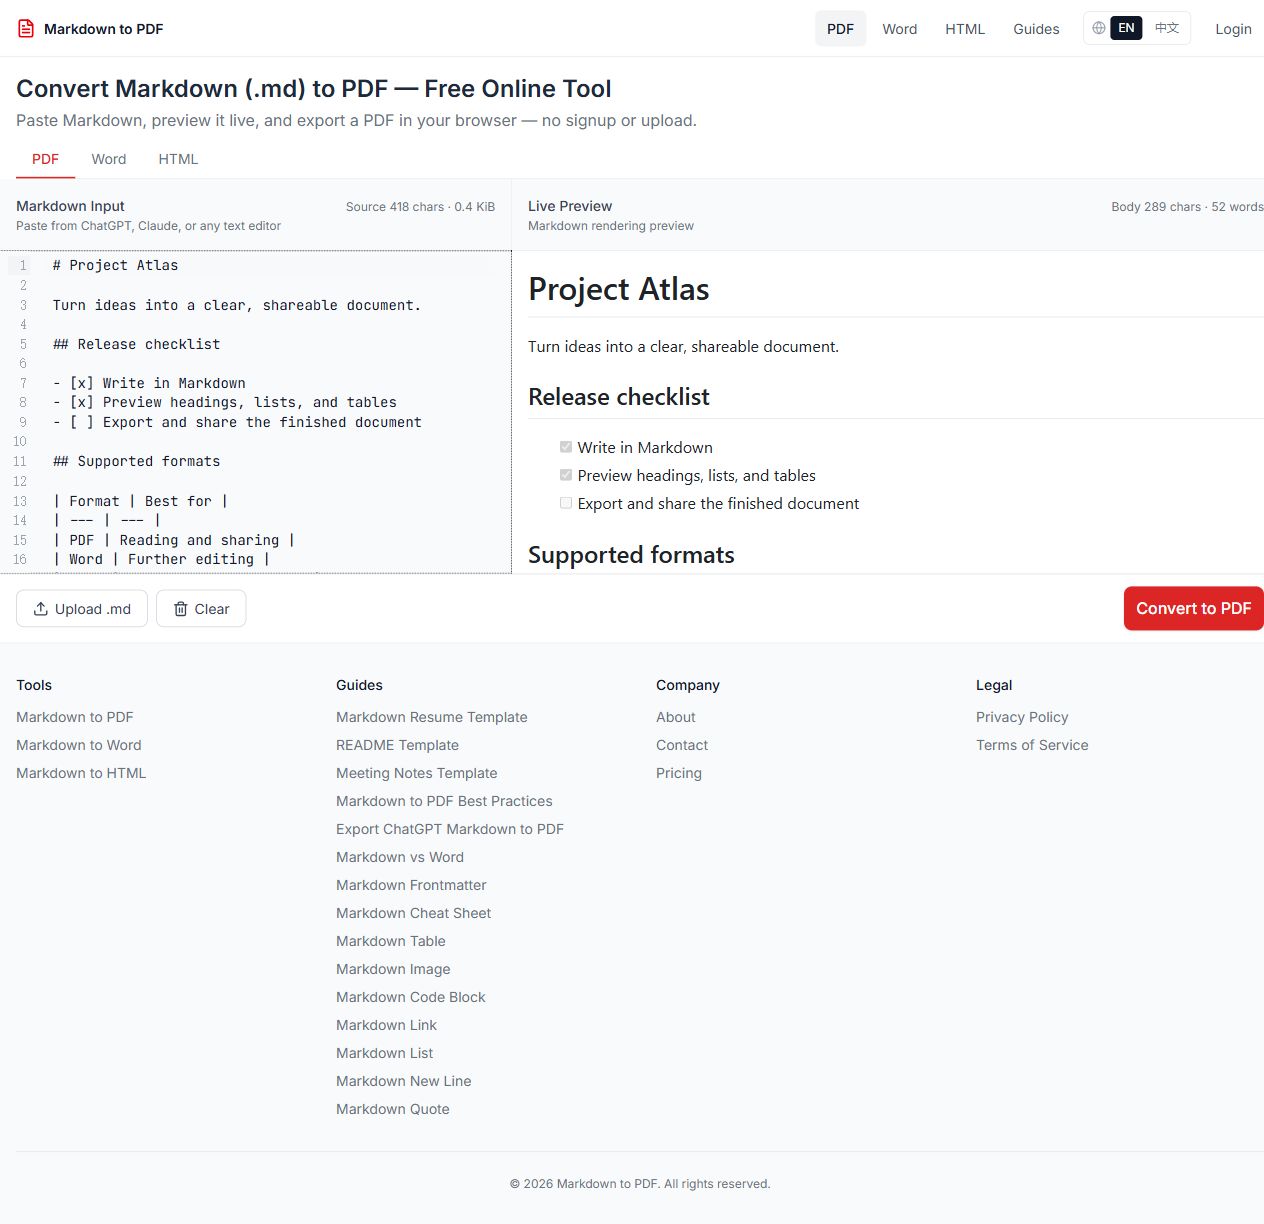 Markdown to PDF
PDF Word HTML Guides EN 中文 Login
Convert Markdown (.md) to PDF — Free Online Tool
Paste Markdown, preview it live, and export a PDF in your browser — no signup or upload.
PDF Word HTML
Markdown Input
Source 418 chars · 0.4 KiB
Paste from ChatGPT, Claude, or any text editor
1 # Project Atlas
2
3 Turn ideas into a clear, shareable document.
4
5 ## Release checklist
6
7 - [x] Write in Markdown
8 - [x] Preview headings, lists, and tables
9 - [ ] Export and share the finished document
10
11 ## Supported formats
12
13 | Format | Best for |
14 | --- | --- |
15 | PDF | Reading and sharing |
16 | Word | Further editing |
Live Preview
Body 289 chars · 52 words
Markdown rendering preview
Project Atlas
Turn ideas into a clear, shareable document.
Release checklist
Write in Markdown
Preview headings, lists, and tables
Export and share the finished document
Supported formats
Upload .md
Clear
Convert to PDF
Tools
Markdown to PDF
Markdown to Word
Markdown to HTML
Guides
Markdown Resume Template
README Template
Meeting Notes Template
Markdown to PDF Best Practices
Export ChatGPT Markdown to PDF
Markdown vs Word
Markdown Frontmatter
Markdown Cheat Sheet
Markdown Table
Markdown Image
Markdown Code Block
Markdown Link
Markdown List
Markdown New Line
Markdown Quote
Company
About
Contact
Pricing
Legal
Privacy Policy
Terms of Service
© 2026 Markdown to PDF. All rights reserved.